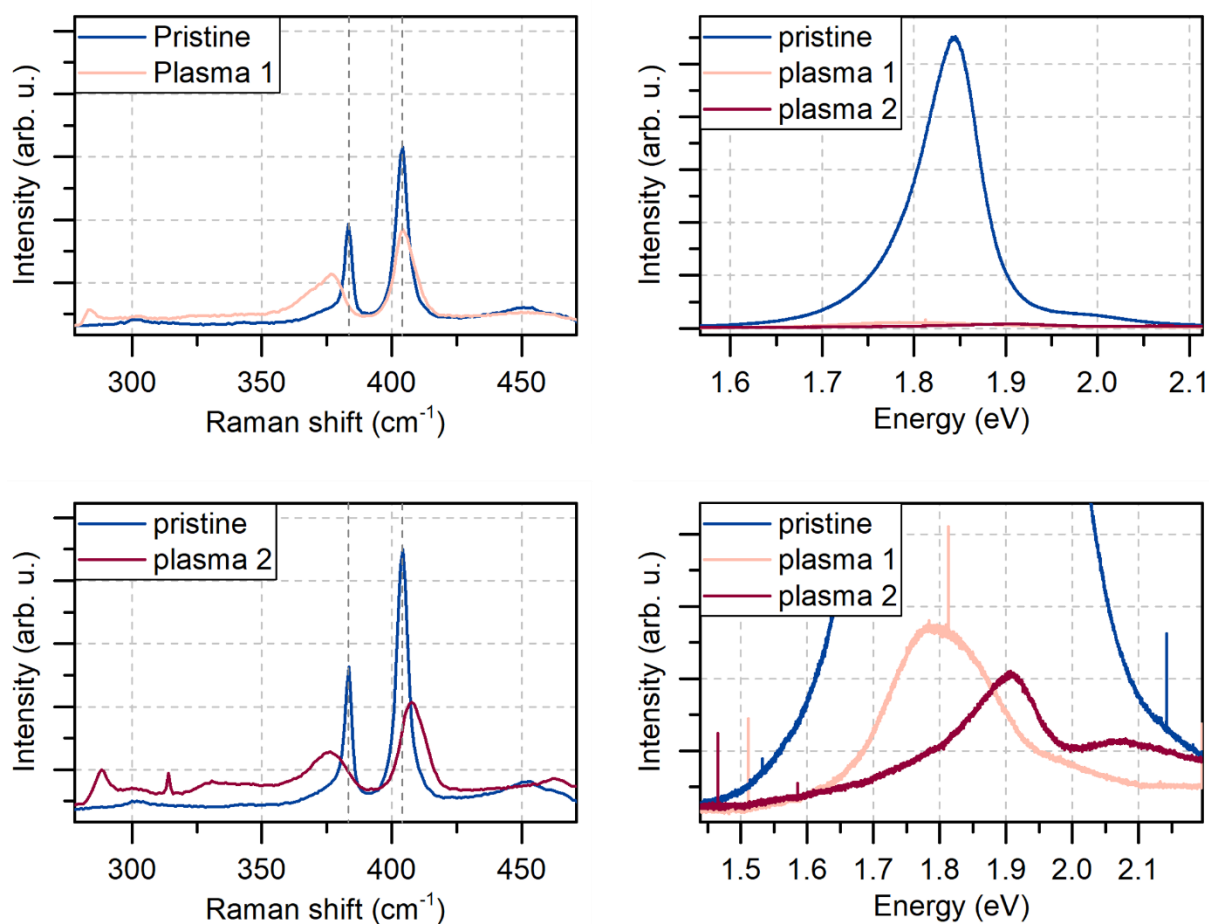 Pristine
Plasma 1
Intensity (arb. u.)
300
350
400
450
Raman shift (cm⁻¹)
pristine
plasma 1
plasma 2
Intensity (arb. u.)
1.6
1.7
1.8
1.9
2.0
2.1
Energy (eV)
pristine
plasma 2
Intensity (arb. u.)
300
350
400
450
Raman shift (cm⁻¹)
pristine
plasma 1
plasma 2
Intensity (arb. u.)
1.5
1.6
1.7
1.8
1.9
2.0
2.1
Energy (eV)